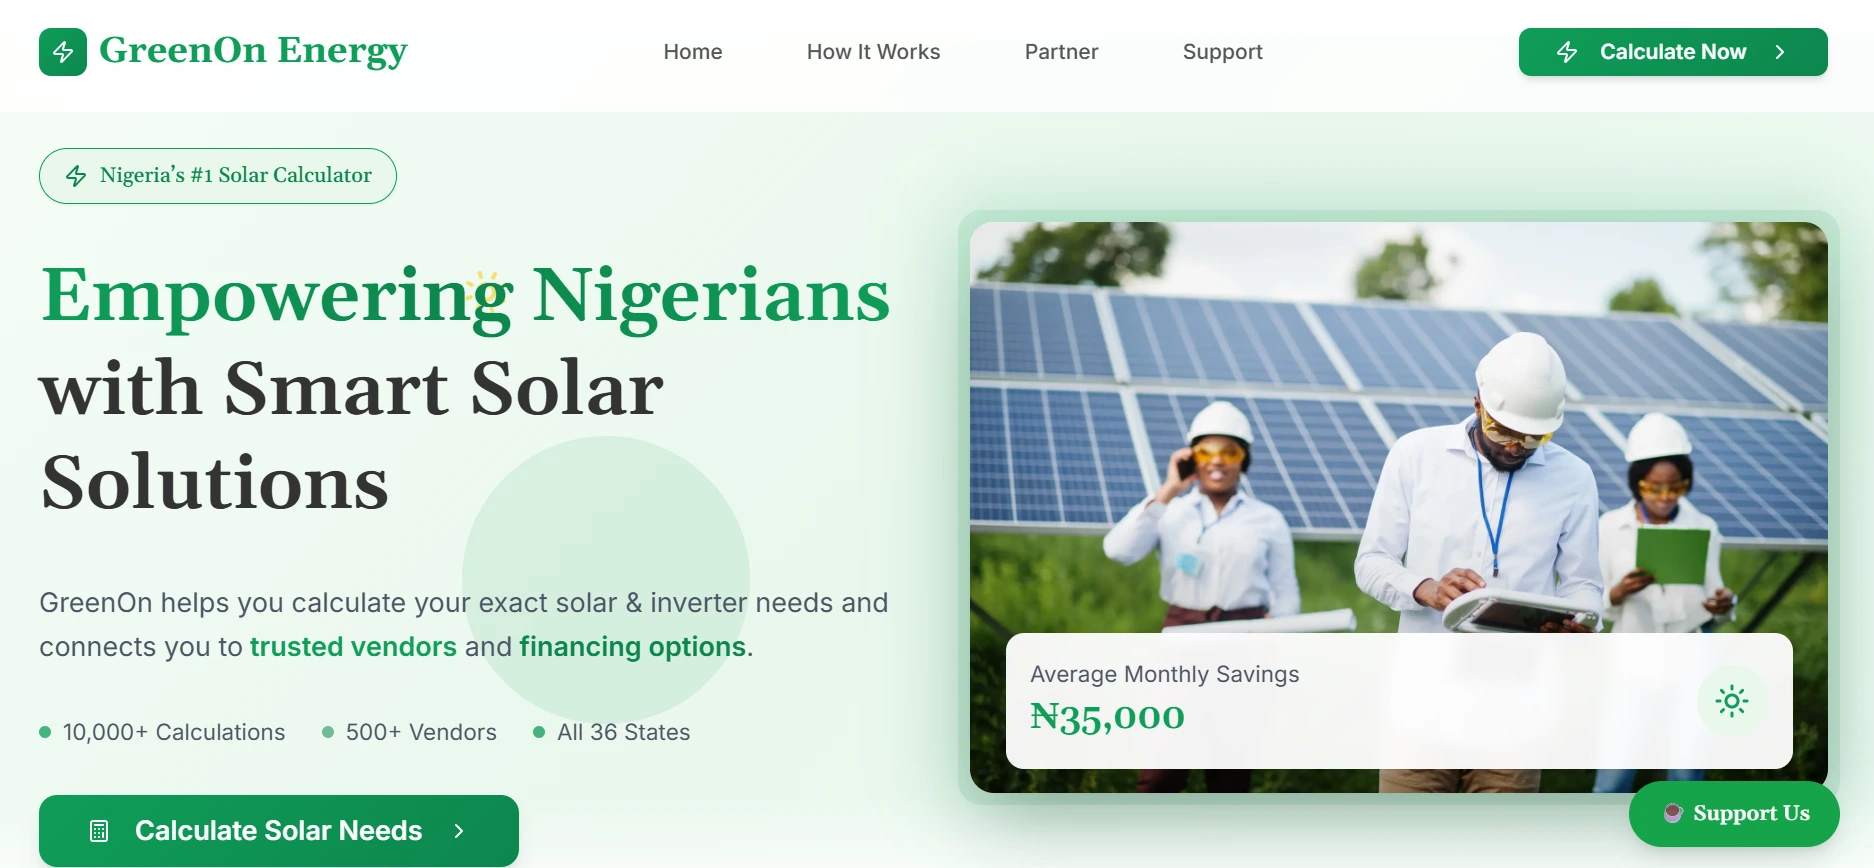 GreenOn Energy
Home
How It Works
Partner
Support
Calculate Now
Nigeria’s #1 Solar Calculator
Empowering Nigerians
with Smart Solar
Solutions
GreenOn helps you calculate your exact solar & inverter needs and
connects you to trusted vendors and financing options.
10,000+ Calculations
500+ Vendors
All 36 States
Calculate Solar Needs
Average Monthly Savings
₦35,000
Support Us